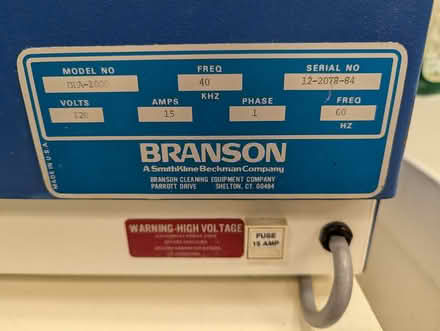 MODEL NO
FREQ
40
KHZ
SERIAL NO
12-2078-84
VOLTS
120
AMPS
15
PHASE
1
FREQ
60
HZ
MADE IN U.S.A.
BRANSON
A SmithKline Beckman Company
BRANSON CLEANING EQUIPMENT COMPANY
PARROTT DRIVE SHELTON, CT. 06484
WARNING-HIGH VOLTAGE
FUSE
15 AMP